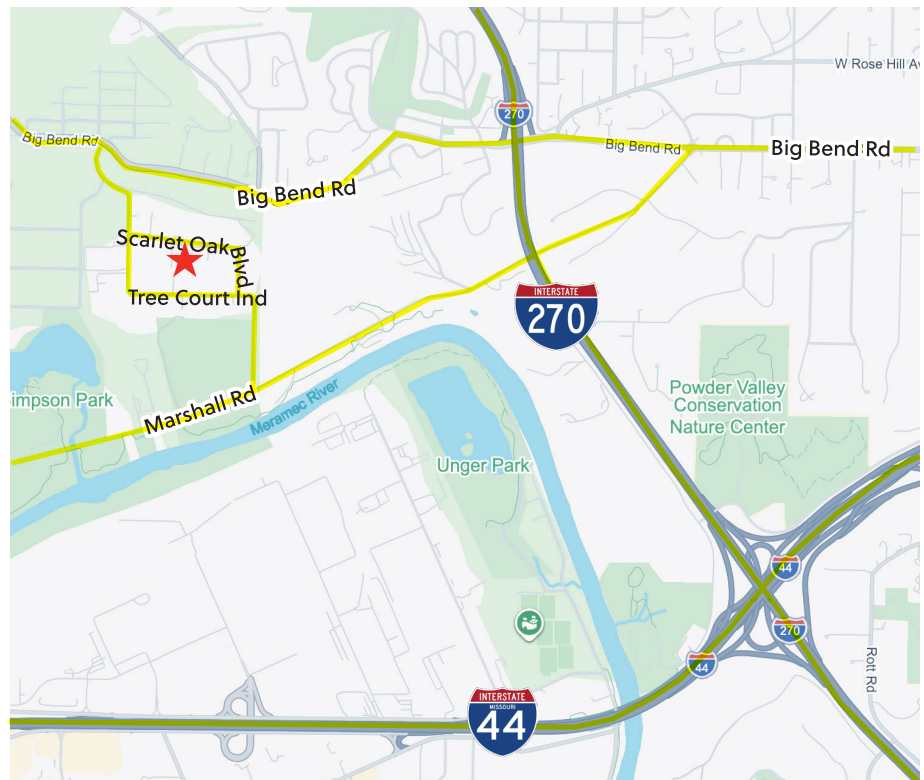 W Rose Hill Av
270
Big Bend Rd
Big Bend Rd
Big Bend Rd
Big Bend Rd
Scarlet Oak
Blvd
Tree Court Ind
INTERSTATE
270
impson Park
Marshall Rd
Meramec River
Powder Valley
Conservation
Nature Center
Unger Park
44
270
44
Rott Rd
INTERSTATE
MISSOURI
44